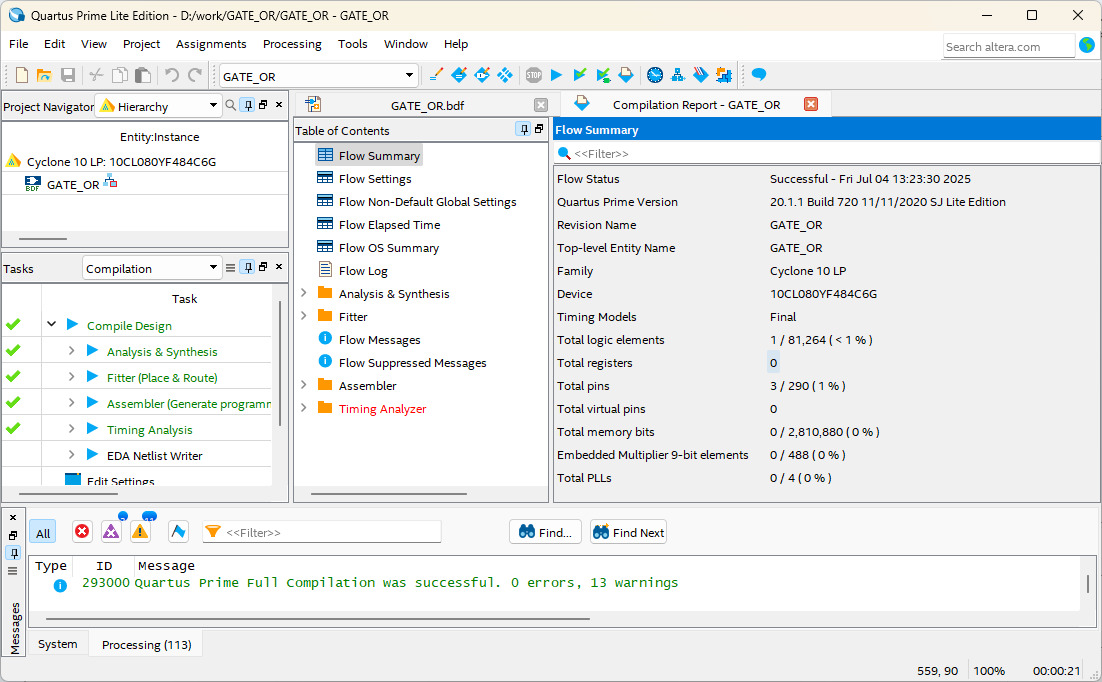 Quartus Prime Lite Edition - D:/work/GATE_OR/GATE_OR - GATE_OR
File Edit View Project Assignments Processing Tools Window Help
Search altera.com
GATE_OR
STOP
Project Navigator Hierarchy
Entity:Instance
Cyclone 10 LP: 10CL080YF484C6G
BDF GATE_OR
Tasks Compilation
Task
Compile Design
Analysis & Synthesis
Fitter (Place & Route)
Assembler (Generate programm
Timing Analysis
EDA Netlist Writer
Edit Settings
GATE_OR.bdf
Compilation Report - GATE_OR
Table of Contents
Flow Summary
Flow Settings
Flow Non-Default Global Settings
Flow Elapsed Time
Flow OS Summary
Flow Log
Analysis & Synthesis
Fitter
Flow Messages
Flow Suppressed Messages
Assembler
Timing Analyzer
Flow Summary
<<Filter>>
Flow Status Successful - Fri Jul 04 13:23:30 2025
Quartus Prime Version 20.1.1 Build 720 11/11/2020 SJ Lite Edition
Revision Name GATE_OR
Top-level Entity Name GATE_OR
Family Cyclone 10 LP
Device 10CL080YF484C6G
Timing Models Final
Total logic elements 1 / 81,264 ( < 1 % )
Total registers 0
Total pins 3 / 290 ( 1 % )
Total virtual pins 0
Total memory bits 0 / 2,810,880 ( 0 % )
Embedded Multiplier 9-bit elements 0 / 488 ( 0 % )
Total PLLs 0 / 4 ( 0 % )
Messages
All
<<Filter>>
Find...
Find Next
Type ID Message
293000 Quartus Prime Full Compilation was successful. 0 errors, 13 warnings
System Processing (113)
559, 90 100% 00:00:21